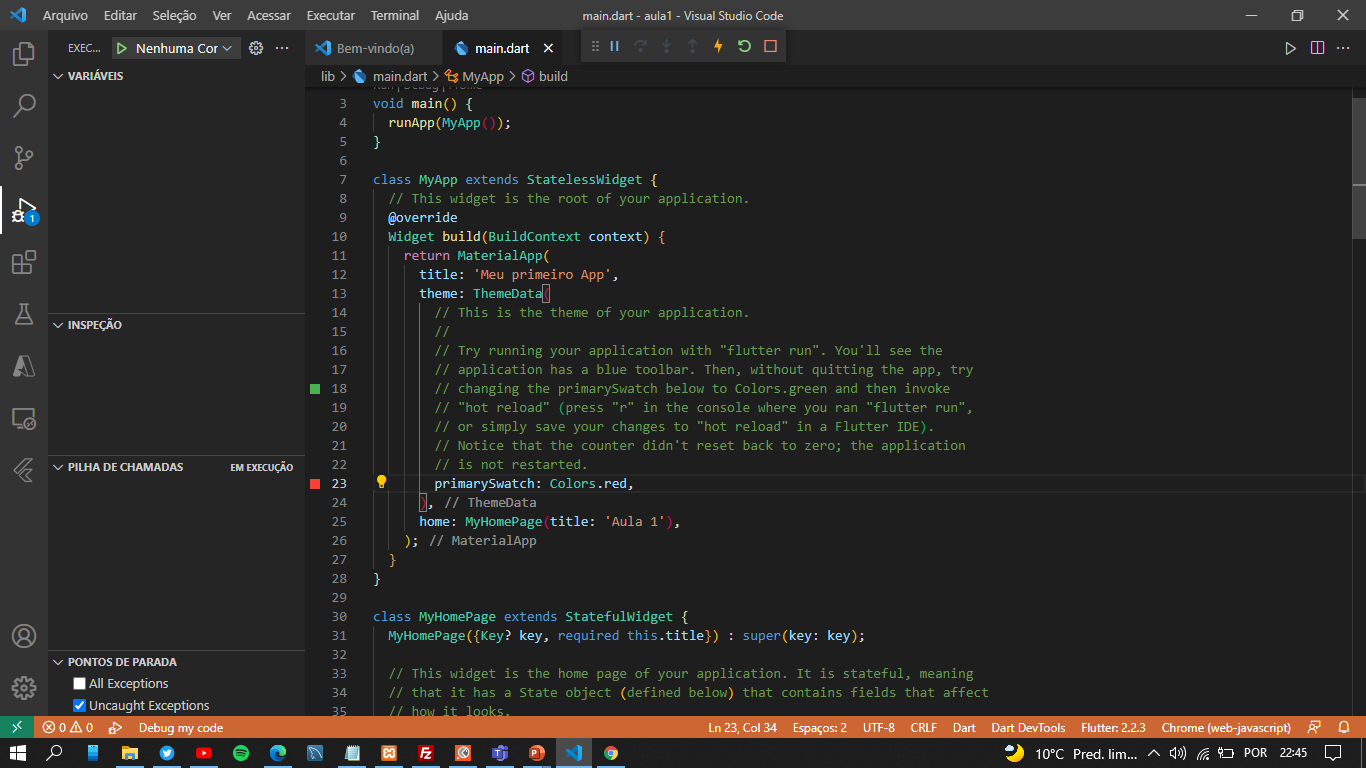 Arquivo Editar Seleção Ver Acessar Executar Terminal Ajuda main.dart - aula1 - Visual Studio Code
EXEC... Nenhuma Cor Bem-vindo(a) main.dart
VARIÁVEIS
lib > main.dart > MyApp > build
Run | Debug | Home
3 void main() {
4 runApp(MyApp());
5 }
6
7 class MyApp extends StatelessWidget {
8 // This widget is the root of your application.
9 @override
10 Widget build(BuildContext context) {
11 return MaterialApp(
12 title: 'Meu primeiro App',
13 theme: ThemeData(
14 // This is the theme of your application.
15 //
16 // Try running your application with "flutter run". You'll see the
17 // application has a blue toolbar. Then, without quitting the app, try
18 // changing the primarySwatch below to Colors.green and then invoke
19 // "hot reload" (press "r" in the console where you ran "flutter run",
20 // or simply save your changes to "hot reload" in a Flutter IDE).
21 // Notice that the counter didn't reset back to zero; the application
22 // is not restarted.
23 primarySwatch: Colors.red,
24 ), // ThemeData
25 home: MyHomePage(title: 'Aula 1'),
26 ); // MaterialApp
27 }
28 }
29
30 class MyHomePage extends StatefulWidget {
31 MyHomePage({Key? key, required this.title}) : super(key: key);
32
33 // This widget is the home page of your application. It is stateful, meaning
34 // that it has a State object (defined below) that contains fields that affect
35 // how it looks.
1
INSPEÇÃO
PILHA DE CHAMADAS EM EXECUÇÃO
PONTOS DE PARADA
All Exceptions
Uncaught Exceptions
0 0 Debug my code Ln 23, Col 34 Espaços: 2 UTF-8 CRLF Dart Dart DevTools Flutter: 2.2.3 Chrome (web-javascript)
10°C Pred. lim... POR 22:45